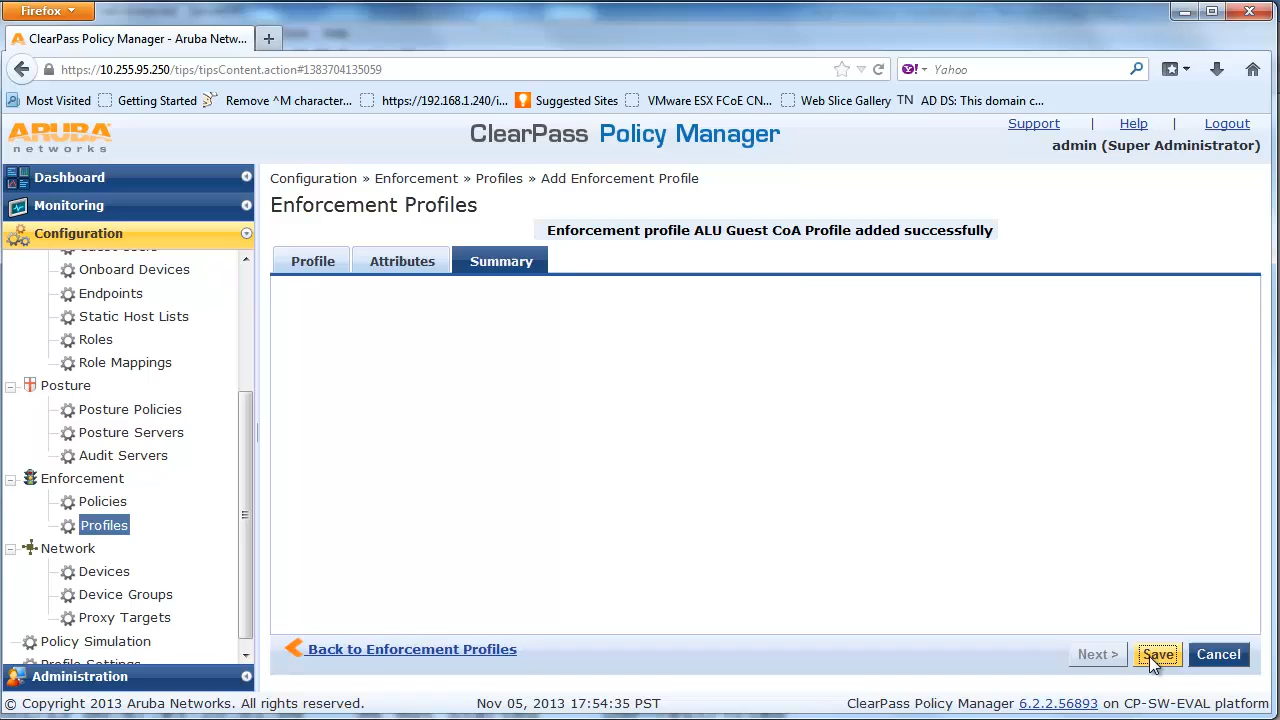 Firefox
ClearPass Policy Manager - Aruba Netw...
https://10.255.95.250/tips/tipsContent.action#1383704135059
Yahoo
Most Visited Getting Started Remove ^M character... https://192.168.1.240/i... Suggested Sites VMware ESX FCoE CN... Web Slice Gallery TN AD DS: This domain c...
ARUBA
networks
ClearPass Policy Manager
Support | Help | Logout
admin (Super Administrator)
Dashboard
Monitoring
Configuration
Onboard Devices
Endpoints
Static Host Lists
Roles
Role Mappings
Posture
Posture Policies
Posture Servers
Audit Servers
Enforcement
Policies
Profiles
Network
Devices
Device Groups
Proxy Targets
Policy Simulation
Profile Settings
Administration
Configuration » Enforcement » Profiles » Add Enforcement Profile
Enforcement Profiles
Enforcement profile ALU Guest CoA Profile added successfully
Profile Attributes Summary
Back to Enforcement Profiles
Next > Save Cancel
© Copyright 2013 Aruba Networks. All rights reserved. Nov 05, 2013 17:54:35 PST ClearPass Policy Manager 6.2.2.56893 on CP-SW-EVAL platform